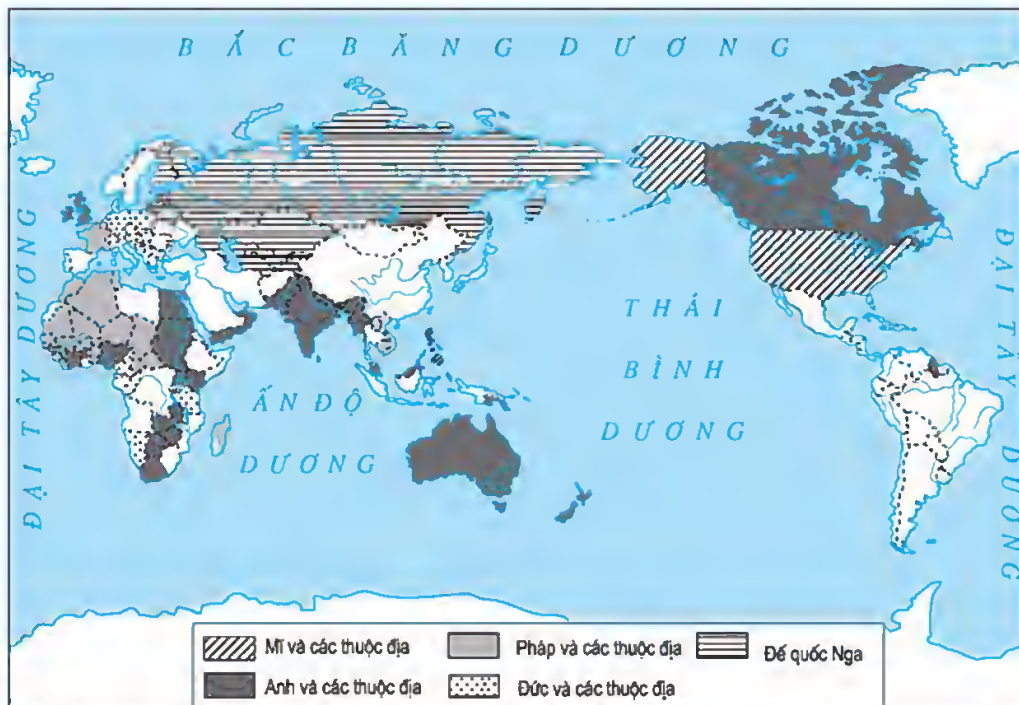 BẮC BĂNG DƯƠNG
ĐẠI TÂY DƯƠNG
THÁI
BÌNH
DƯƠNG
ẤN ĐỘ
DƯƠNG
ĐẠI TÂY DƯƠNG
Mĩ và các thuộc địa
Pháp và các thuộc địa
Đế quốc Nga
Anh và các thuộc địa
Đức và các thuộc địa